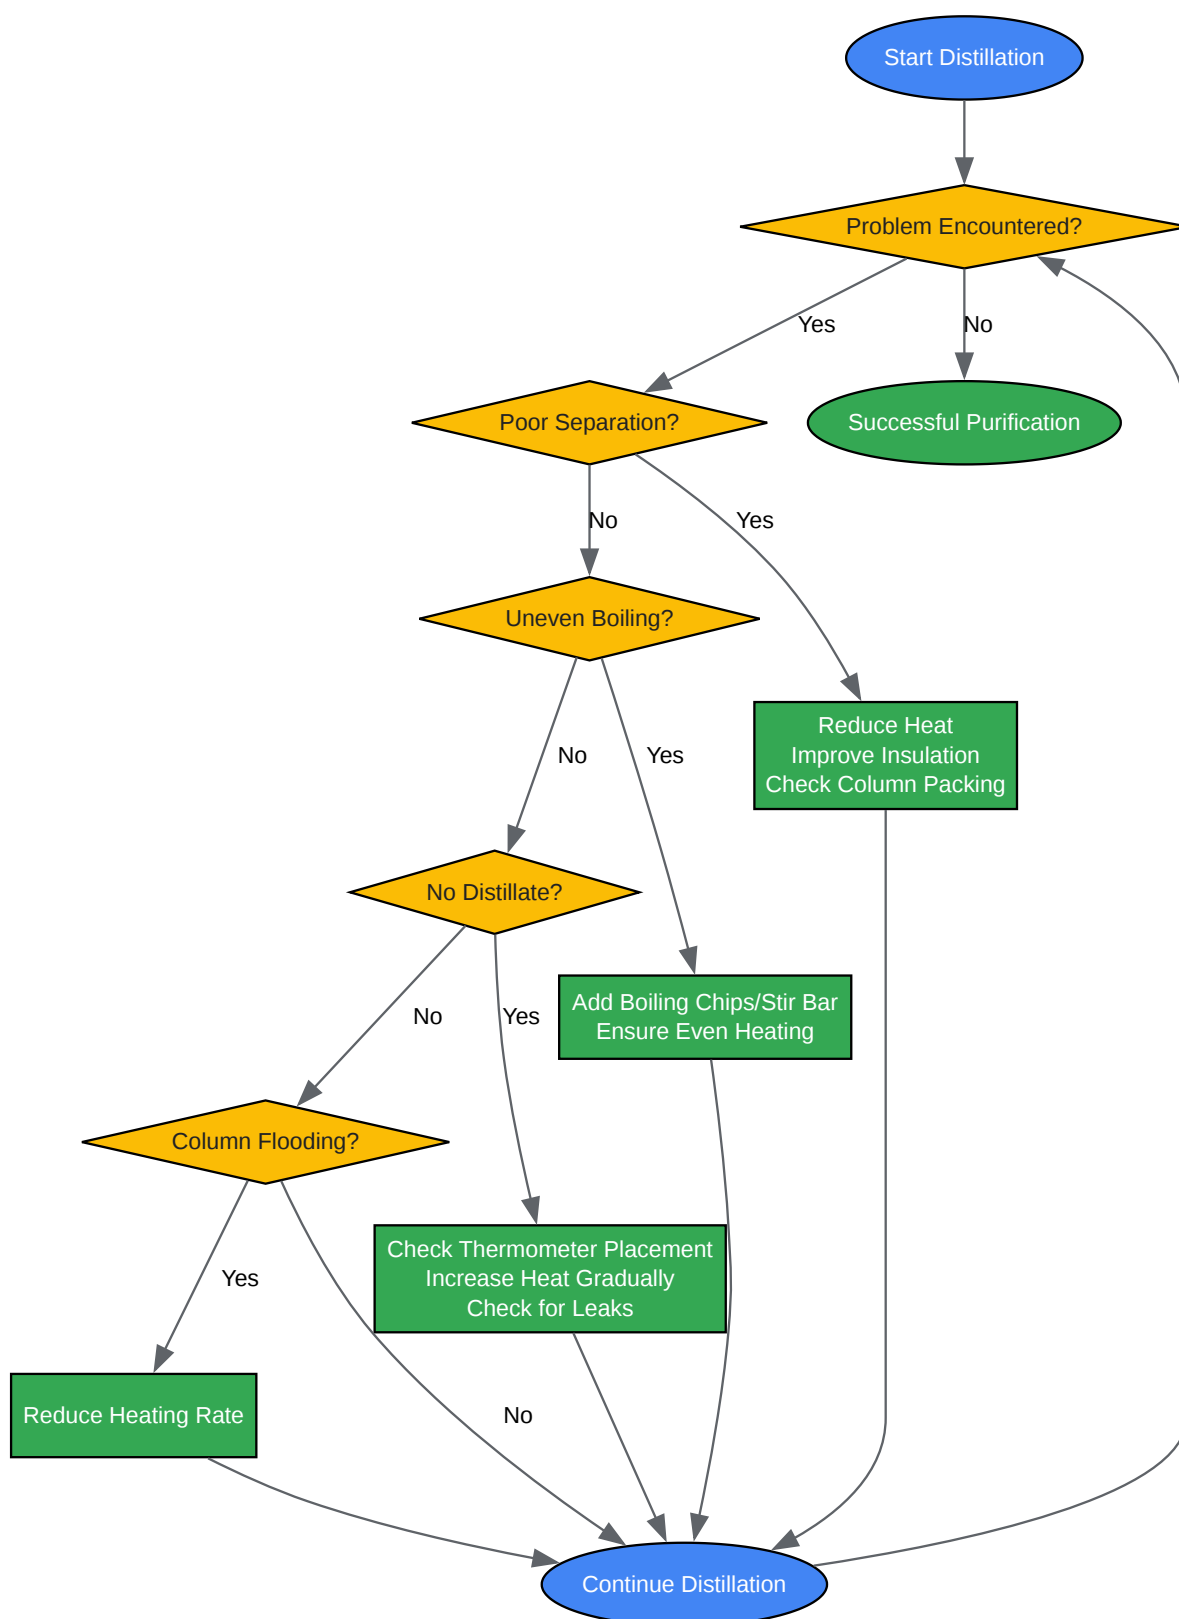 Start Distillation
Problem Encountered?
Yes
No
Poor Separation?
Successful Purification
No
Yes
Uneven Boiling?
No
Yes
Reduce Heat
Improve Insulation
Check Column Packing
No Distillate?
No
Yes
Add Boiling Chips/Stir Bar
Ensure Even Heating
Column Flooding?
Yes
No
Check Thermometer Placement
Increase Heat Gradually
Check for Leaks
Reduce Heating Rate
Continue Distillation